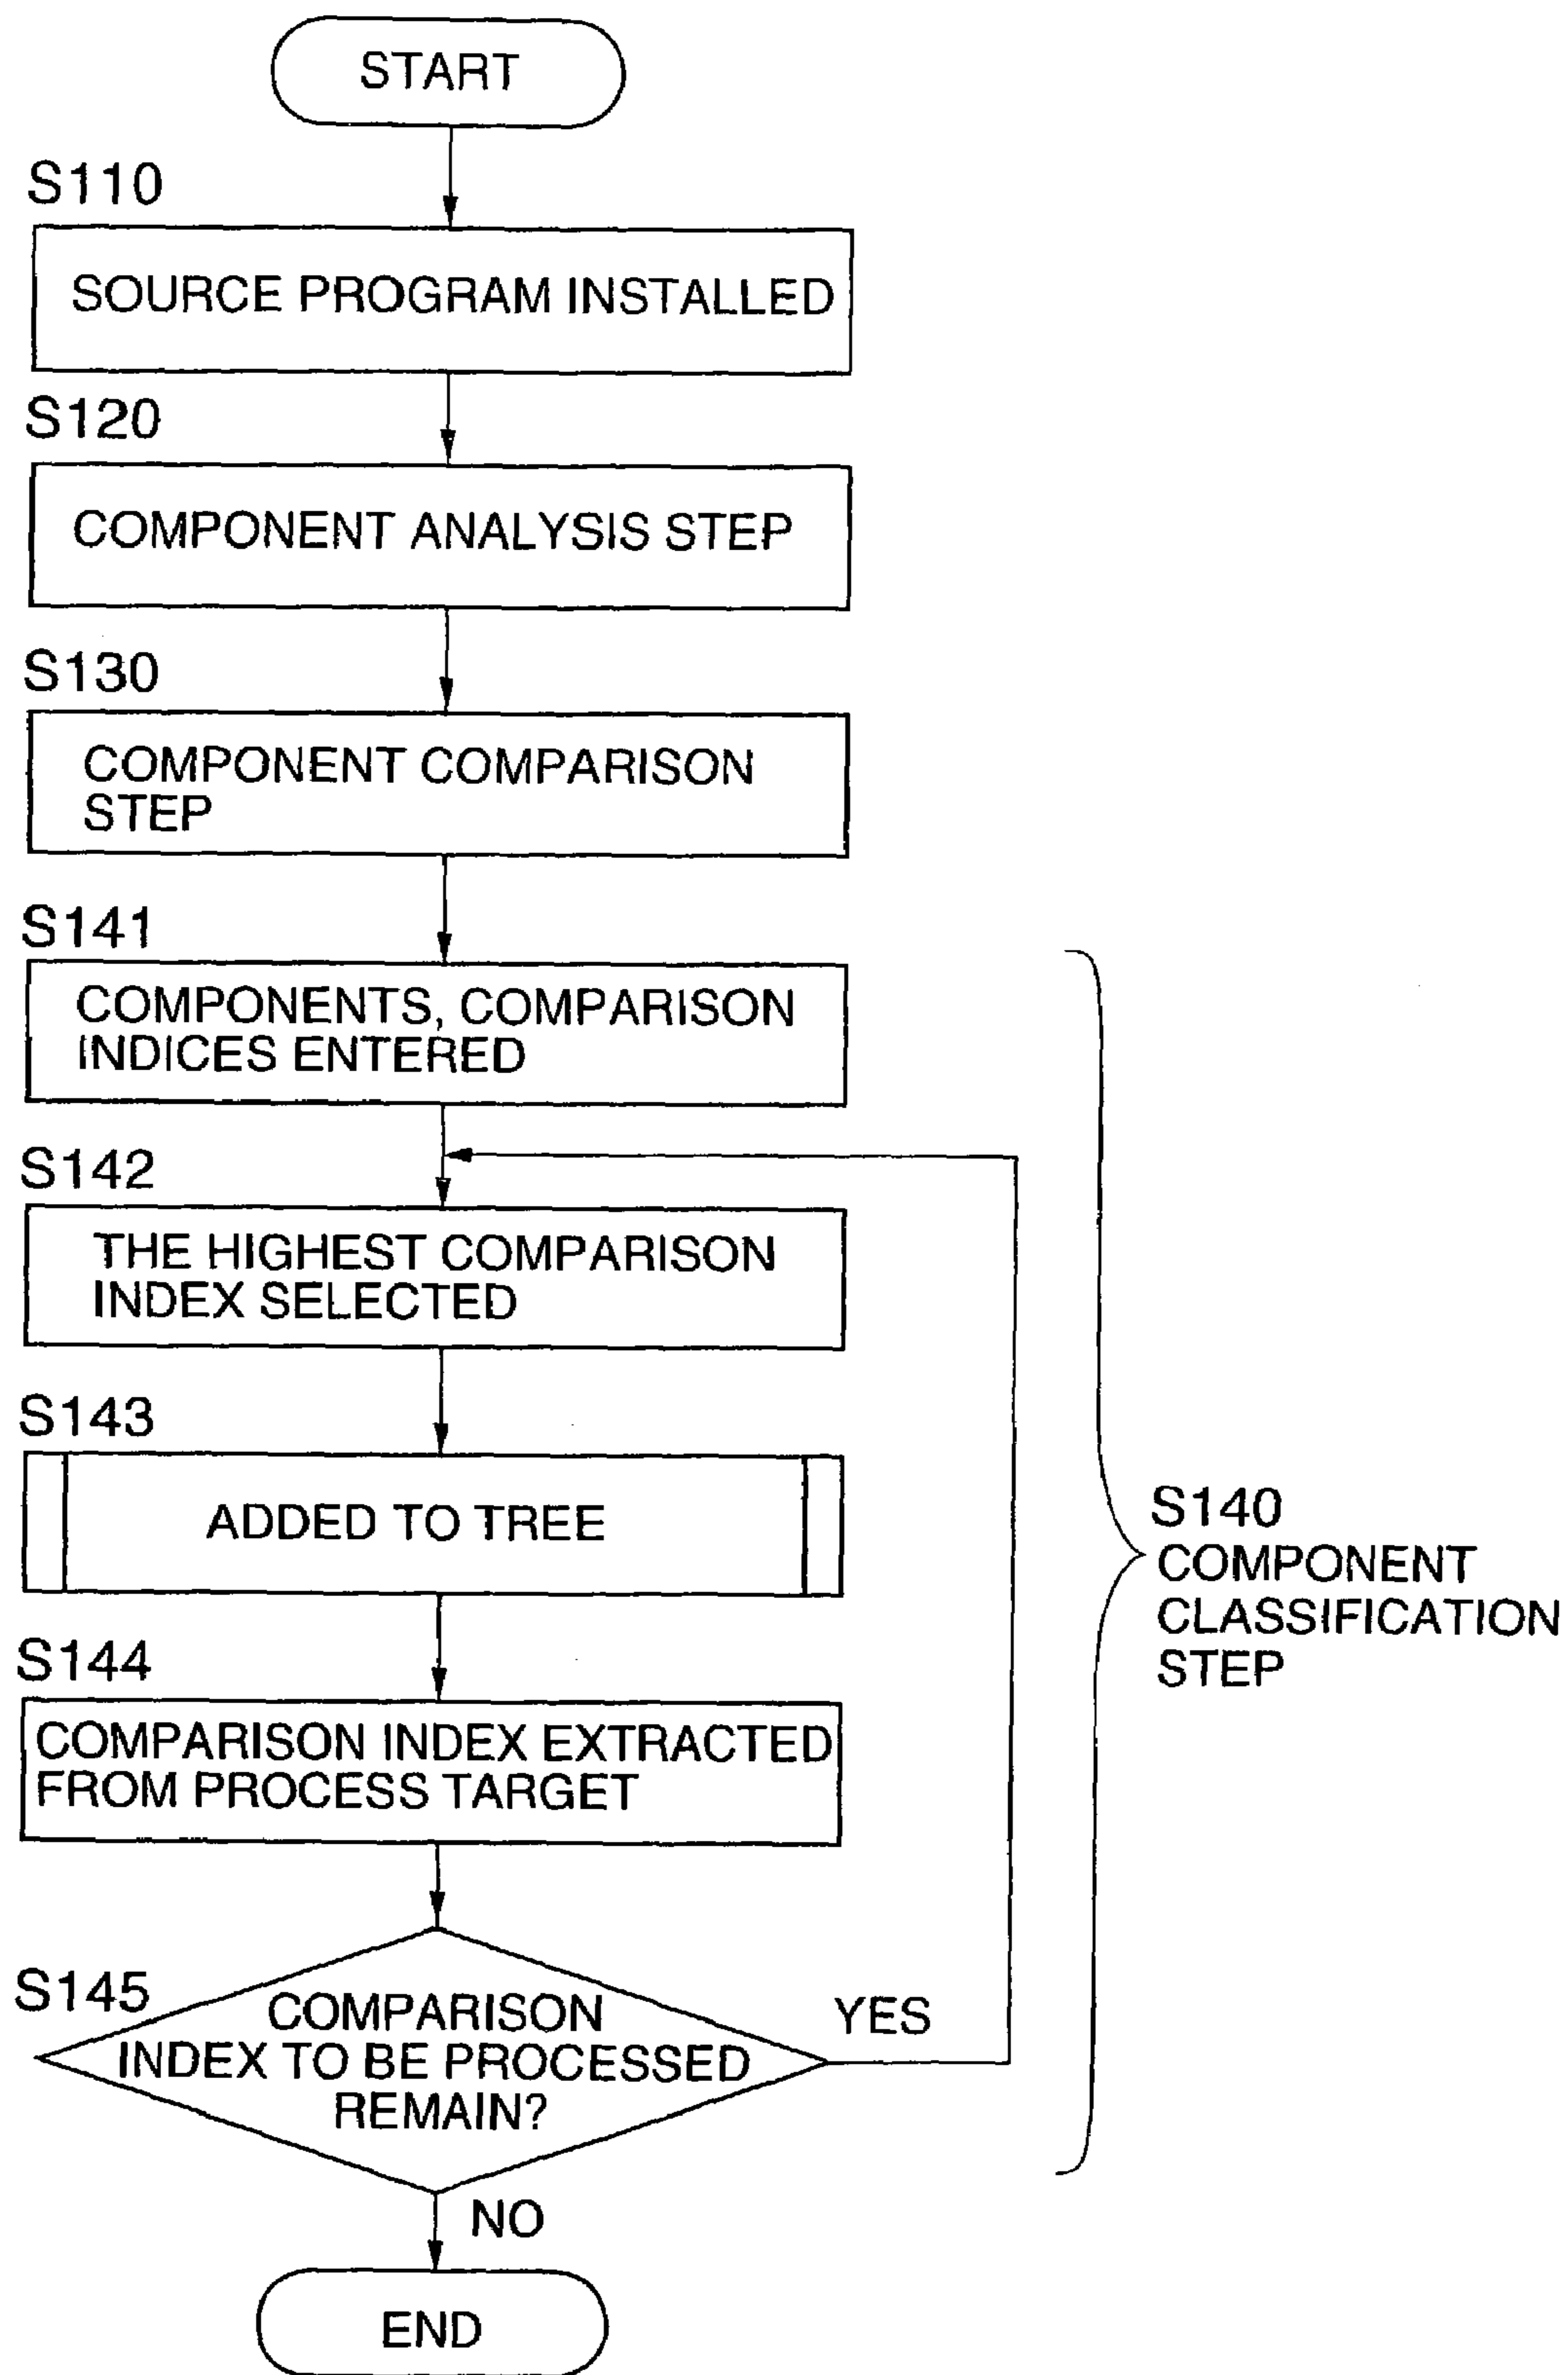 START
S110
SOURCE PROGRAM INSTALLED
S120
COMPONENT ANALYSIS STEP
S130
COMPONENT COMPARISON
STEP
S141
COMPONENTS, COMPARISON
INDICES ENTERED
S142
THE HIGHEST COMPARISON
INDEX SELECTED
S143
ADDED TO TREE
S144
COMPARISON INDEX EXTRACTED
FROM PROCESS TARGET
S145
COMPARISON
INDEX TO BE PROCESSED
REMAIN?
YES
NO
END
S140
COMPONENT
CLASSIFICATION
STEP